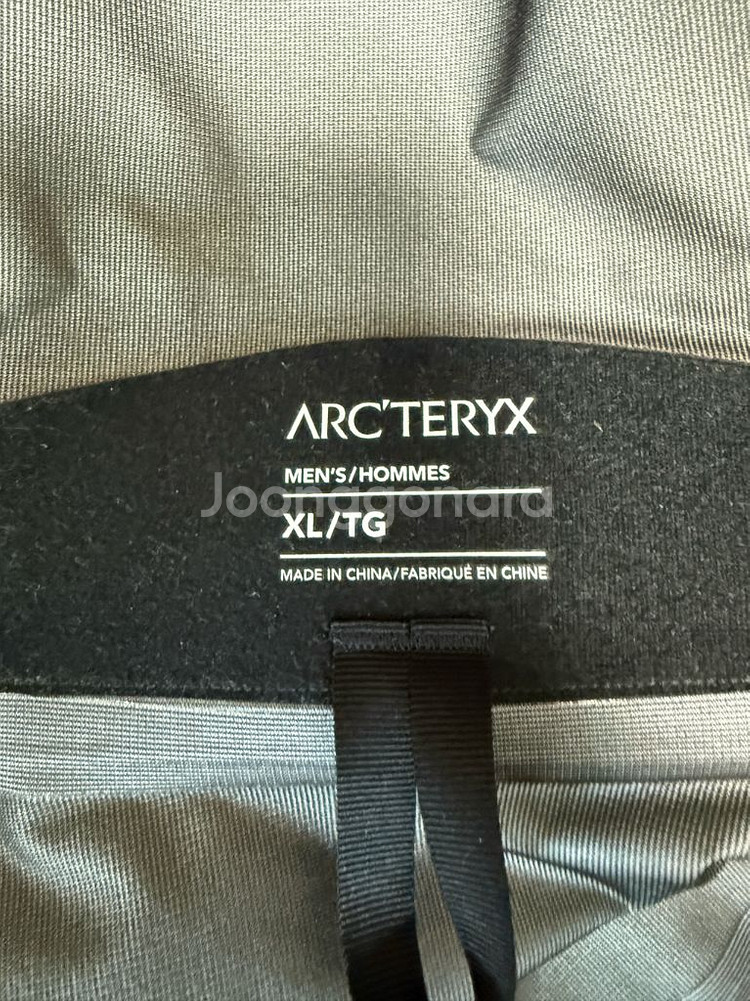 ARC'TERYX
MEN'S/HOMMES
Joonggonara
XL/TG
MADE IN CHINA/FABRIQUÉ EN CHINE